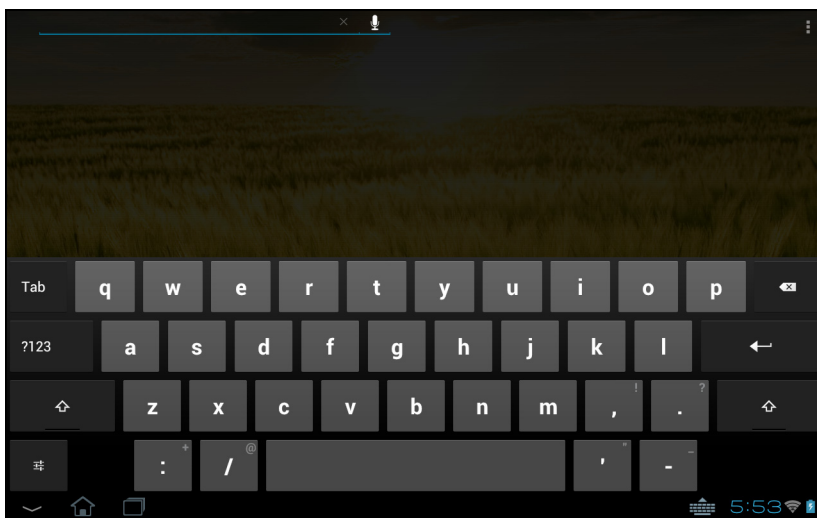 Tab q w e r t y u i o p
?123 a s d f g h j k l
z x c v b n m , ! . ?
: + / @ ' " - _
5:53